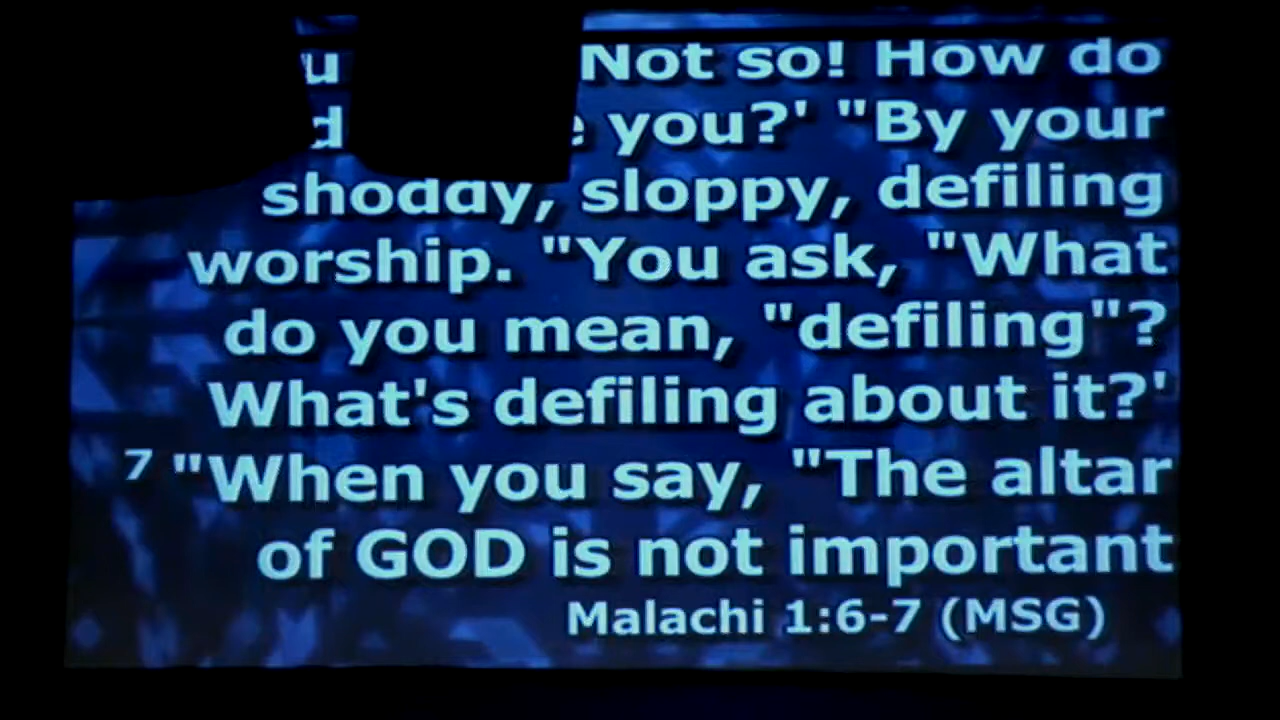 Not so! How do
you?' "By your
shoddy, sloppy, defiling
worship. "You ask, "What
do you mean, "defiling"?
What's defiling about it?'
7 "When you say, "The altar
of GOD is not important
Malachi 1:6-7 (MSG)